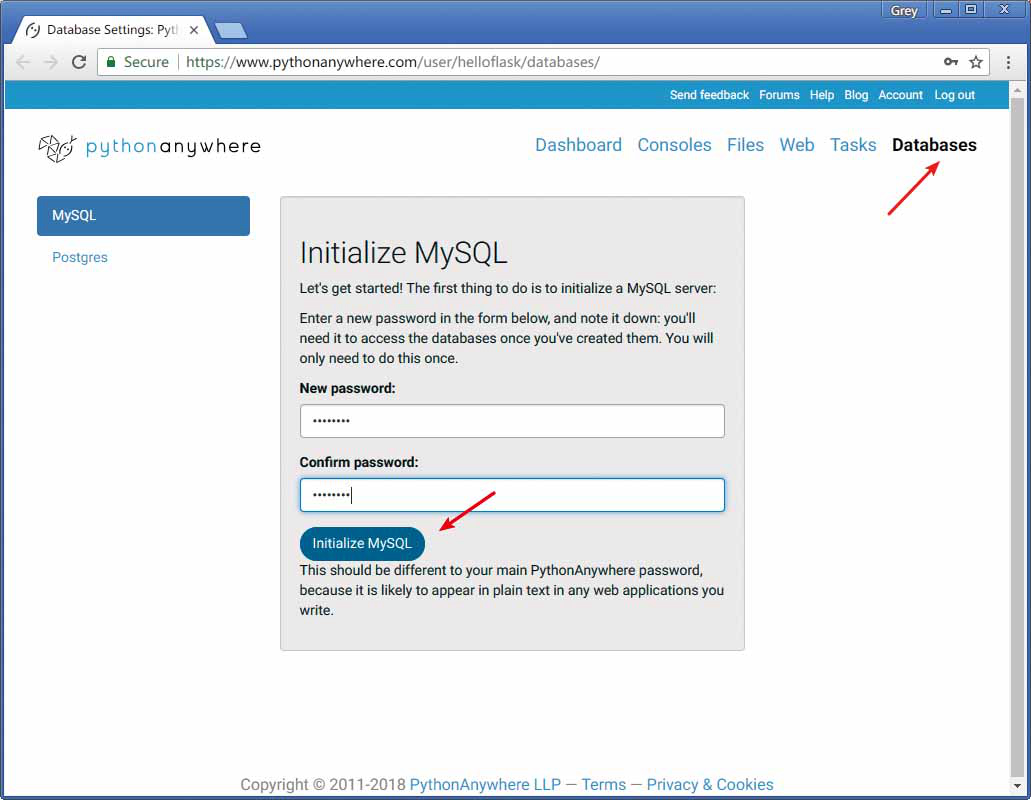 Grey
Database Settings: Pyt
Secure https://www.pythonanywhere.com/user/helloflask/databases/
Send feedback Forums Help Blog Account Log out
pythonanywhere
Dashboard Consoles Files Web Tasks Databases
MySQL
Postgres
Initialize MySQL
Let's get started! The first thing to do is to initialize a MySQL server:
Enter a new password in the form below, and note it down: you'll
need it to access the databases once you've created them. You will
only need to do this once.
New password:
••••••••
Confirm password:
••••••••
Initialize MySQL
This should be different to your main PythonAnywhere password,
because it is likely to appear in plain text in any web applications you
write.
Copyright © 2011-2018 PythonAnywhere LLP — Terms — Privacy & Cookies